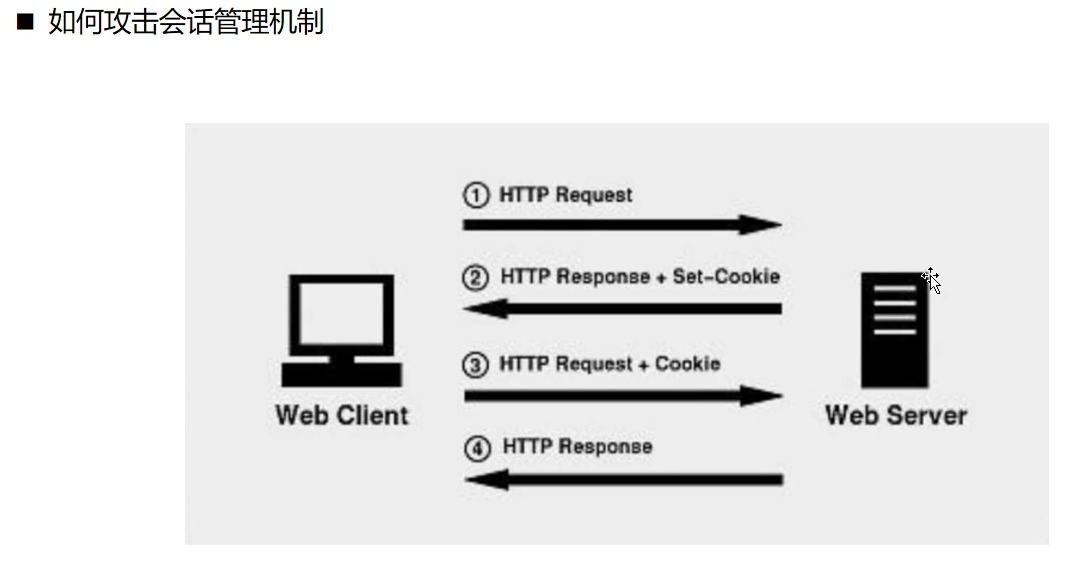 ■ 如何攻击会话管理机制
① HTTP Request
② HTTP Response + Set-Cookie
③ HTTP Request + Cookie
④ HTTP Response
Web Client
Web Server